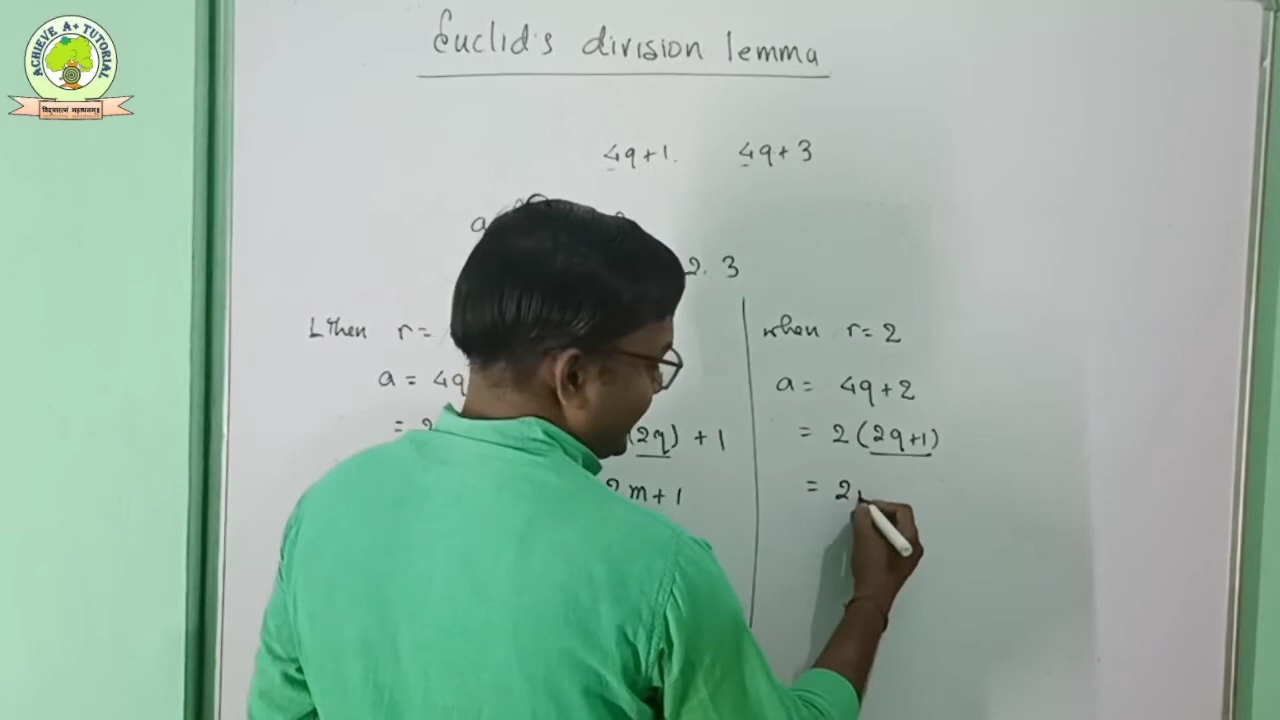 ACHIEVE A+ TUTORIAL
Euclid's division lemma
4q+1. 4q+3
a
2. 3
When r=
a = 4q
=
(2q) + 1
2m+1
when r=2
a= 4q+2
= 2(2q+1)
= 2